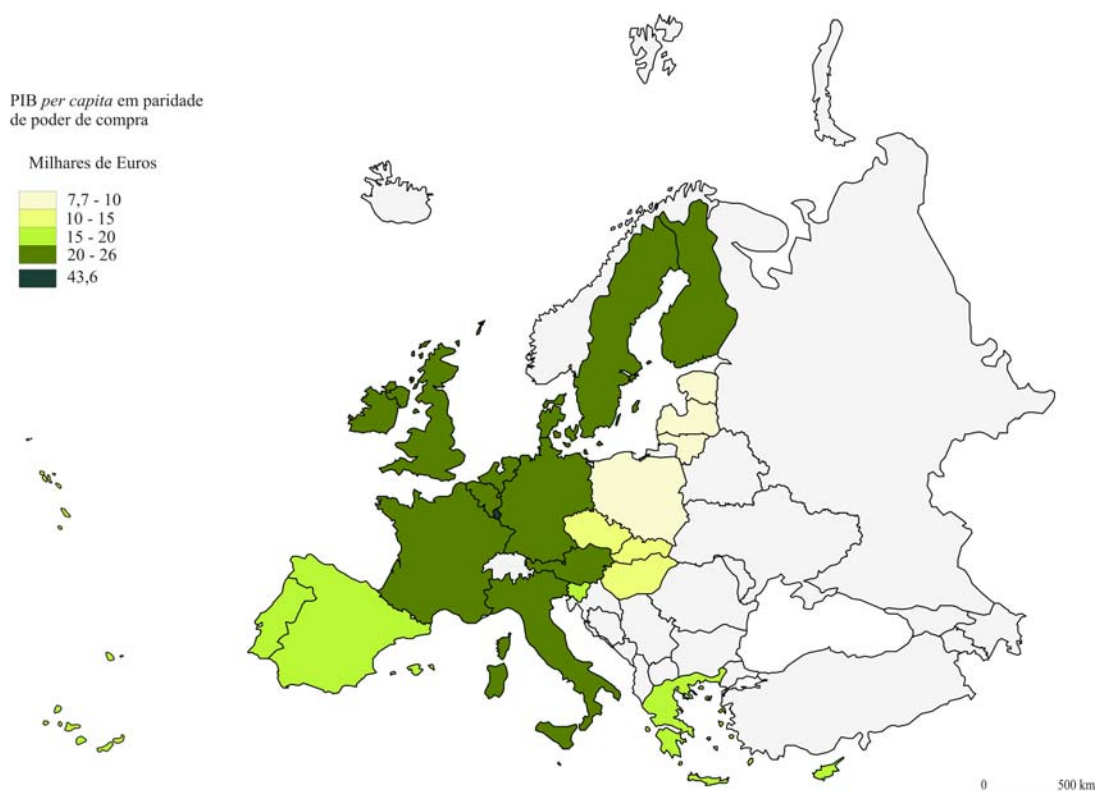 PIB per capita em paridade
de poder de compra
Milhares de Euros
7,7 - 10
10 - 15
15 - 20
20 - 26
43,6
0 500 km